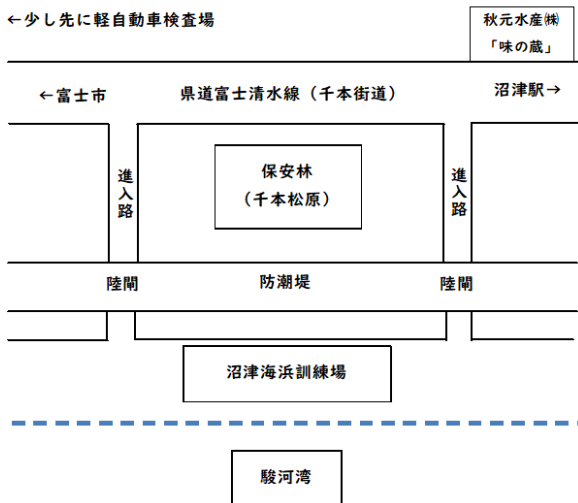 ←少し先に軽自動車検査場
秋元水産㈱
「味の蔵」
←富士市
県道富士清水線（千本街道）
沼津駅→
進入路
保安林
（千本松原）
進入路
陸閘
防潮堤
陸閘
沼津海浜訓練場
駿河湾